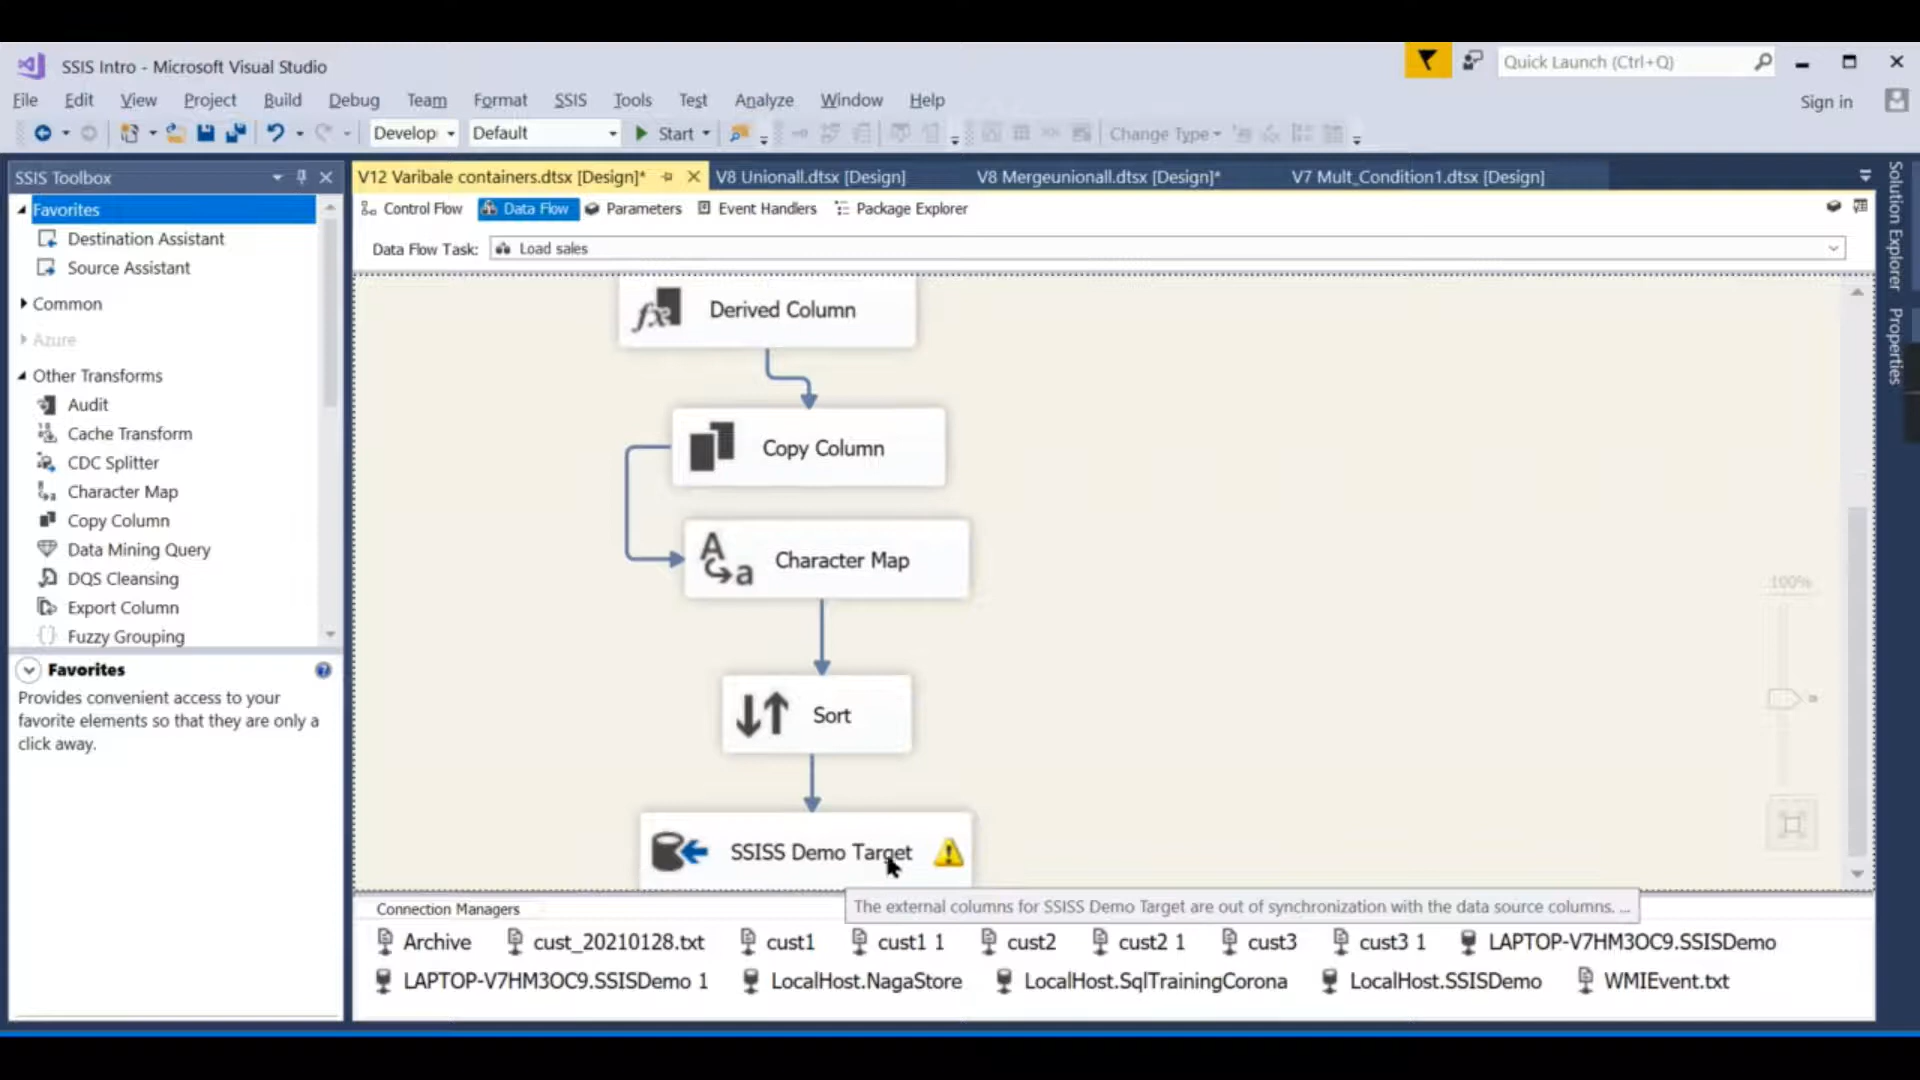 SSIS Intro - Microsoft Visual Studio
Quick Launch (Ctrl+Q)
File Edit View Project Build Debug Team Format SSIS Tools Test Analyze Window Help
Sign in
Develop Default Start Change Type
SSIS Toolbox
V12 Varibale containers.dtsx [Design]* V8 Unionall.dtsx [Design] V8 Mergeunionall.dtsx [Design]* V7 Mult_Condition1.dtsx [Design]
Control Flow Data Flow Parameters Event Handlers Package Explorer
Data Flow Task: Load sales
Favorites
Destination Assistant
Source Assistant
Common
Azure
Other Transforms
Audit
Cache Transform
CDC Splitter
Character Map
Copy Column
Data Mining Query
DQS Cleansing
Export Column
Fuzzy Grouping
Favorites
Provides convenient access to your
favorite elements so that they are only a
click away.
Derived Column
Copy Column
Character Map
Sort
SSISS Demo Target
100%
The external columns for SSISS Demo Target are out of synchronization with the data source columns. ...
Connection Managers
Archive cust_20210128.txt cust1 cust1 1 cust2 cust2 1 cust3 cust3 1 LAPTOP-V7HM3OC9.SSISDemo
LAPTOP-V7HM3OC9.SSISDemo 1 LocalHost.NagaStore LocalHost.SqlTrainingCorona LocalHost.SSISDemo WMIEvent.txt
Solution Explorer
Properties